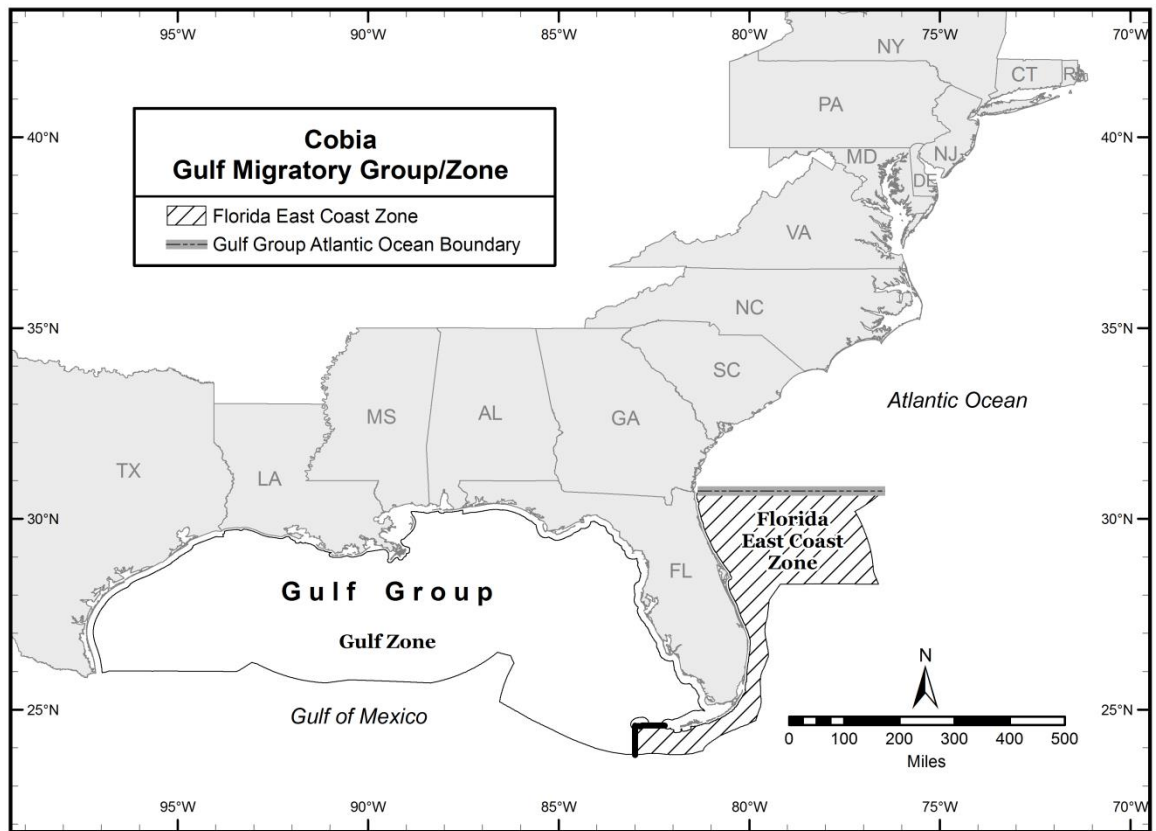 95°W 90°W 85°W 80°W 75°W 70°W
NY
CT
R
PA
40°N
40°N
Cobia
Gulf Migratory Group/Zone
Florida East Coast Zone
Gulf Group Atlantic Ocean Boundary
MD
NJ
DE
VA
NC
35°N
35°N
SC
Atlantic Ocean
MS
AL
GA
TX
LA
30°N
30°N
Florida
East Coast
Zone
FL
Gulf Group
Gulf Zone
N
25°N
25°N
Gulf of Mexico
0 100 200 300 400 500
Miles
95°W 90°W 85°W 80°W 75°W 70°W